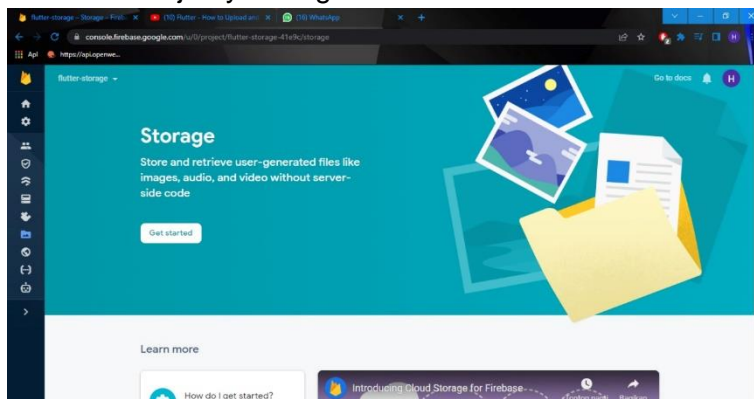 flutter-storage - Storage - Fireb
(10) Flutter - How to Upload and
(10) WhatsApp
console.firebase.google.com/u/0/project/flutter-storage-41e9c/storage
Apl
https://api.openwe...
flutter-storage
Go to docs
H
Storage
Store and retrieve user-generated files like
images, audio, and video without server-
side code
Get started
Learn more
How do I get started?
Introducing Cloud Storage for Firebase
Tonton nanti
Bagikan